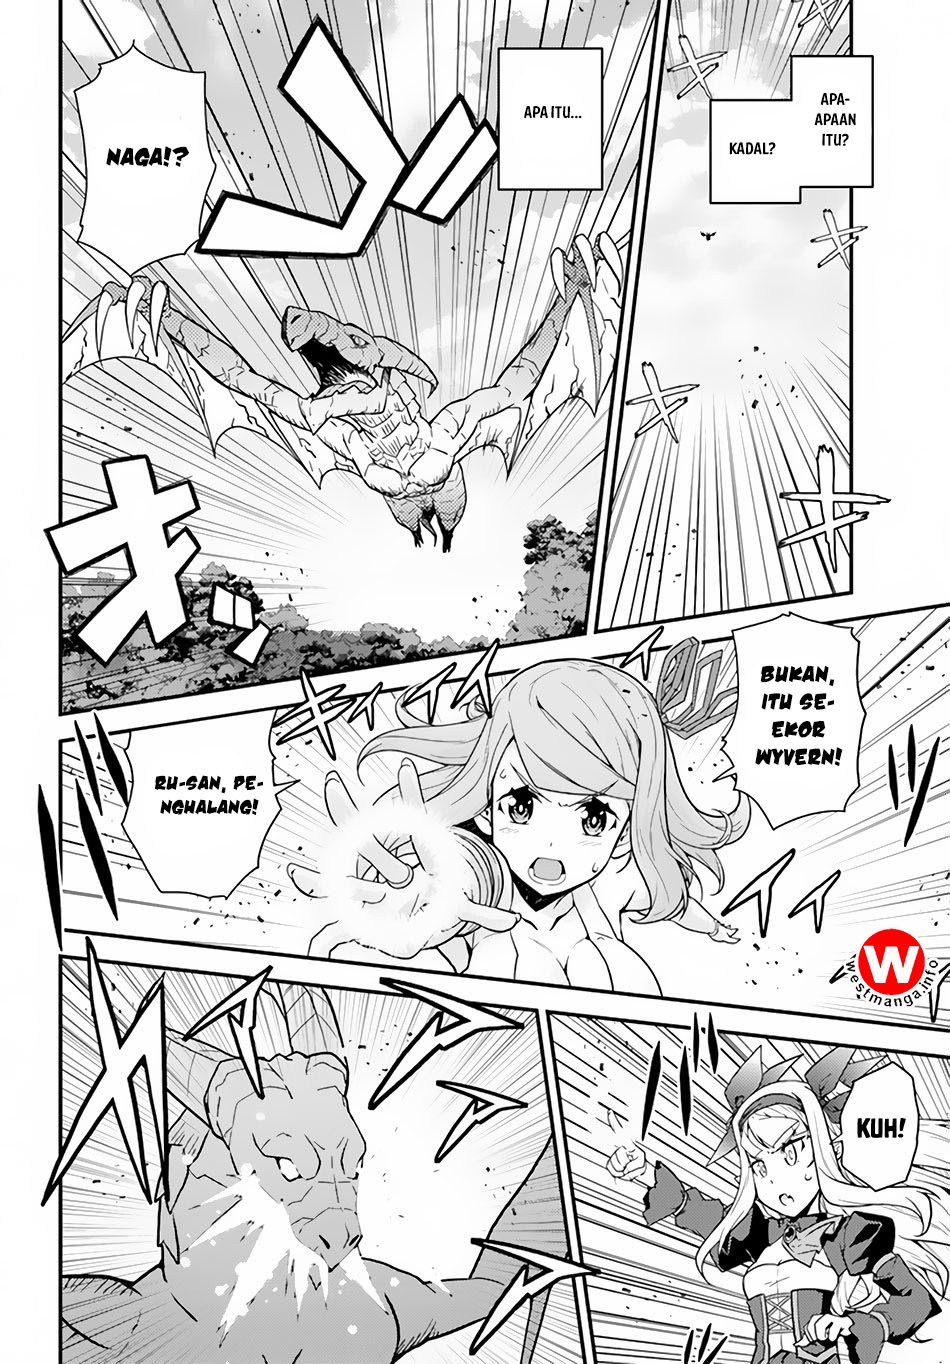 APA-
APAAN
ITU?
KADAL?
APA ITU...
NAGA!?
BUKAN,
ITU SE-
EKOR
WYVERN!
RU-SAN, PE-
NGHALANG!
KUH!
W
westmanga.info